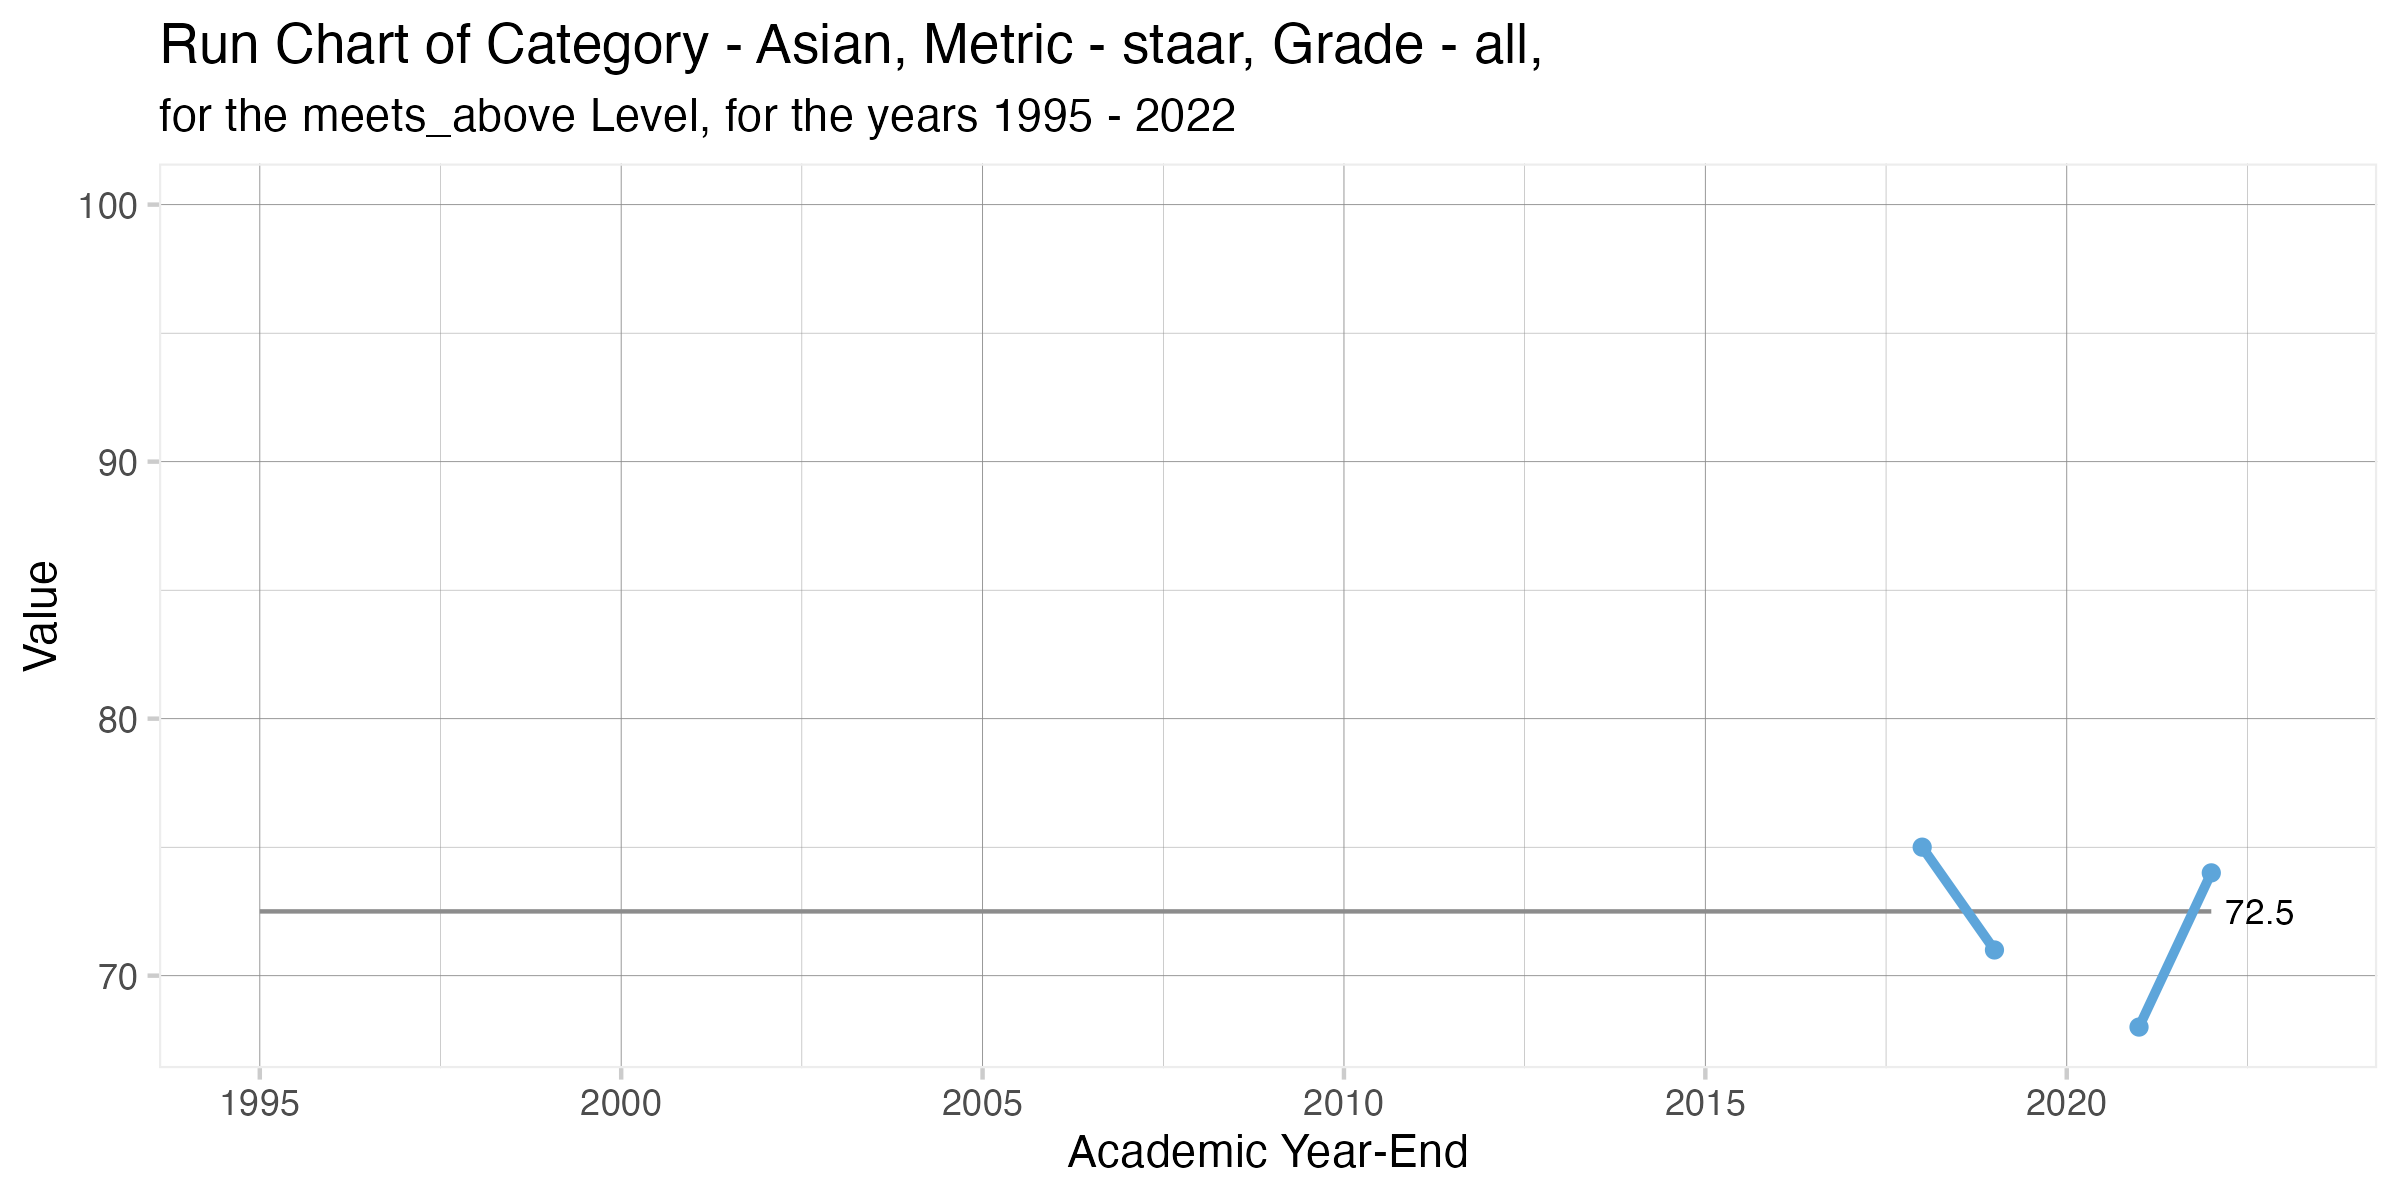 Run Chart of Category - Asian, Metric - staar, Grade - all,
for the meets_above Level, for the years 1995 - 2022
100
90
80
70
Value
72.5
1995 2000 2005 2010 2015 2020
Academic Year-End